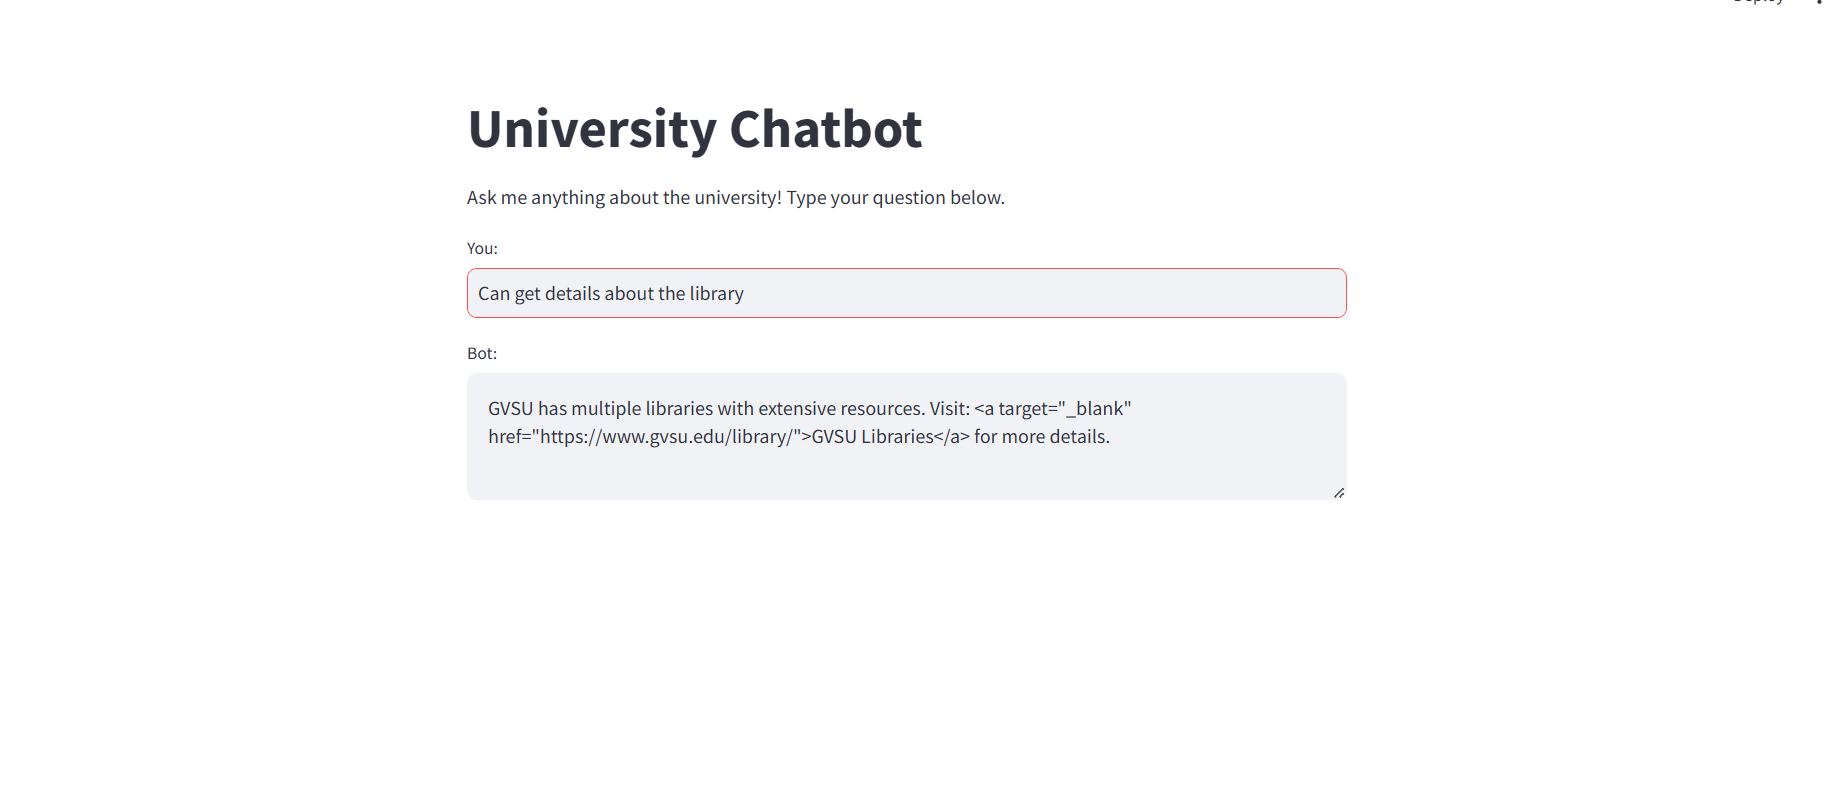 University Chatbot
Ask me anything about the university! Type your question below.
You:
Can get details about the library
Bot:
GVSU has multiple libraries with extensive resources. Visit: <a target="_blank"
href="https://www.gvsu.edu/library/">GVSU Libraries</a> for more details.